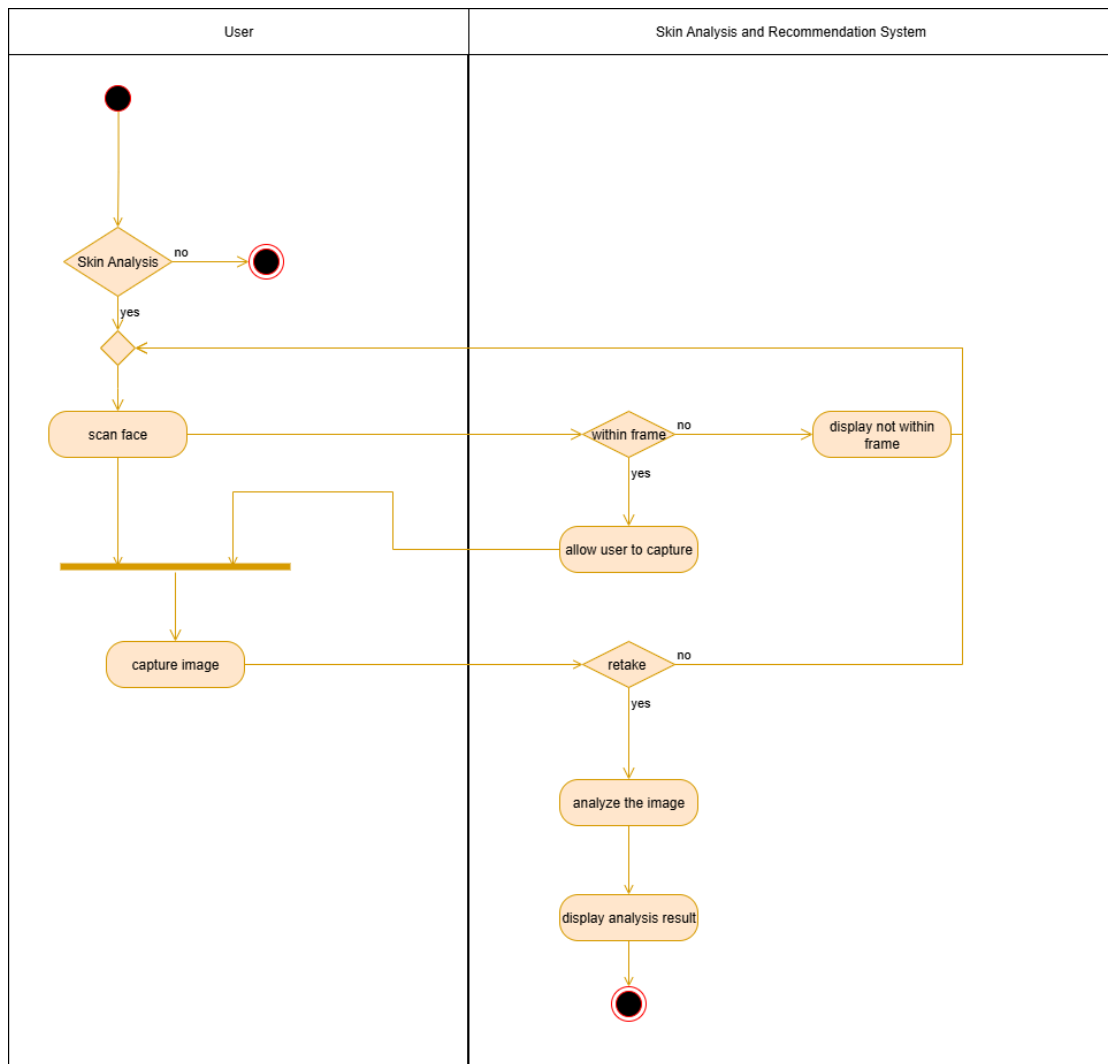 User
Skin Analysis and Recommendation System
Skin Analysis
no
yes
scan face
within frame
no
display not within
frame
yes
allow user to capture
capture image
retake
no
yes
analyze the image
display analysis result